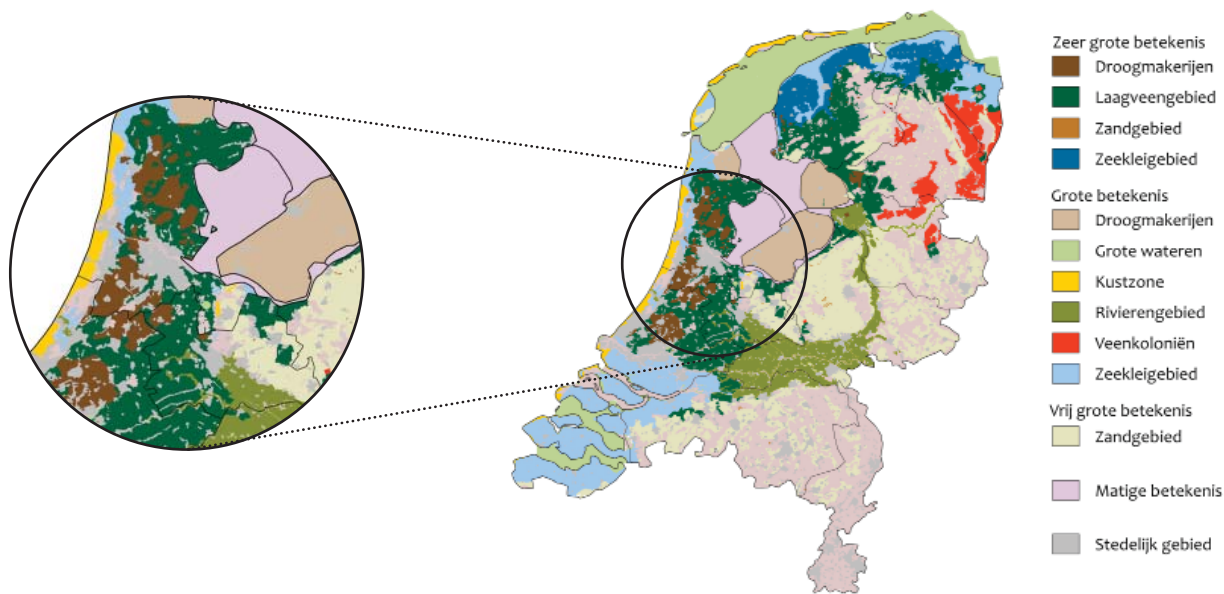 Zeer grote betekenis
Droogmakerijen
Laagveengebied
Zandgebied
Zeekleigebied
Grote betekenis
Droogmakerijen
Grote wateren
Kustzone
Rivierengebied
Veenkoloniën
Zeekleigebied
Vrij grote betekenis
Zandgebied
Matige betekenis
Stedelijk gebied